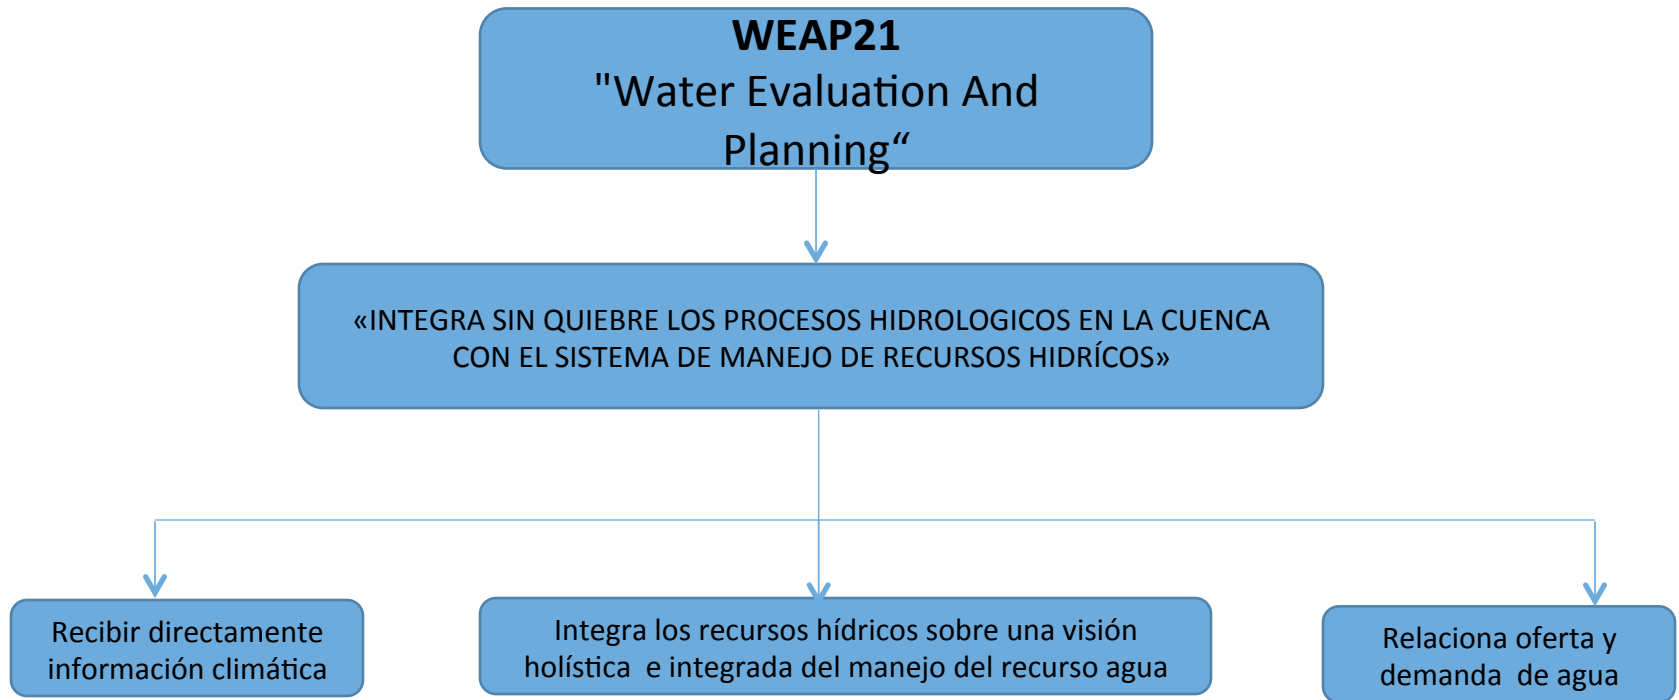 WEAP21
"Water Evaluation And
Planning“
«INTEGRA SIN QUIEBRE LOS PROCESOS HIDROLOGICOS EN LA CUENCA
CON EL SISTEMA DE MANEJO DE RECURSOS HIDRÍCOS»
Recibir directamente
información climática
Integra los recursos hídricos sobre una visión
holística e integrada del manejo del recurso agua
Relaciona oferta y
demanda de agua